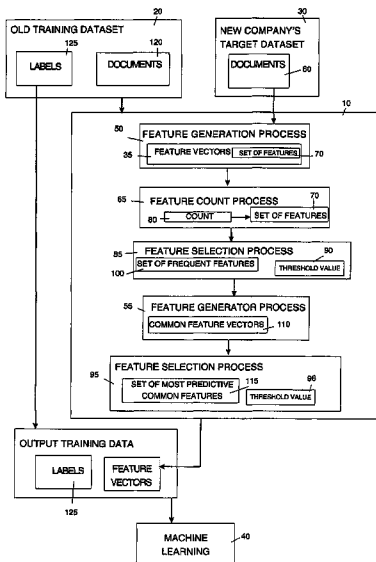 20
OLD TRAINING DATASET
125
LABELS
120
DOCUMENTS
30
NEW COMPANY'S
TARGET DATASET
DOCUMENTS
60
10
50
FEATURE GENERATION PROCESS
35
FEATURE VECTORS
SET OF FEATURES
70
65
FEATURE COUNT PROCESS
70
80
COUNT
SET OF FEATURES
85
FEATURE SELECTION PROCESS
90
SET OF FREQUENT FEATURES
100
THRESHOLD VALUE
55
FEATURE GENERATOR PROCESS
COMMON FEATURE VECTORS
110
FEATURE SELECTION PROCESS
95
SET OF MOST PREDICTIVE
COMMON FEATURES
115
96
THRESHOLD VALUE
OUTPUT TRAINING DATA
LABELS
125
FEATURE
VECTORS
MACHINE
LEARNING
40